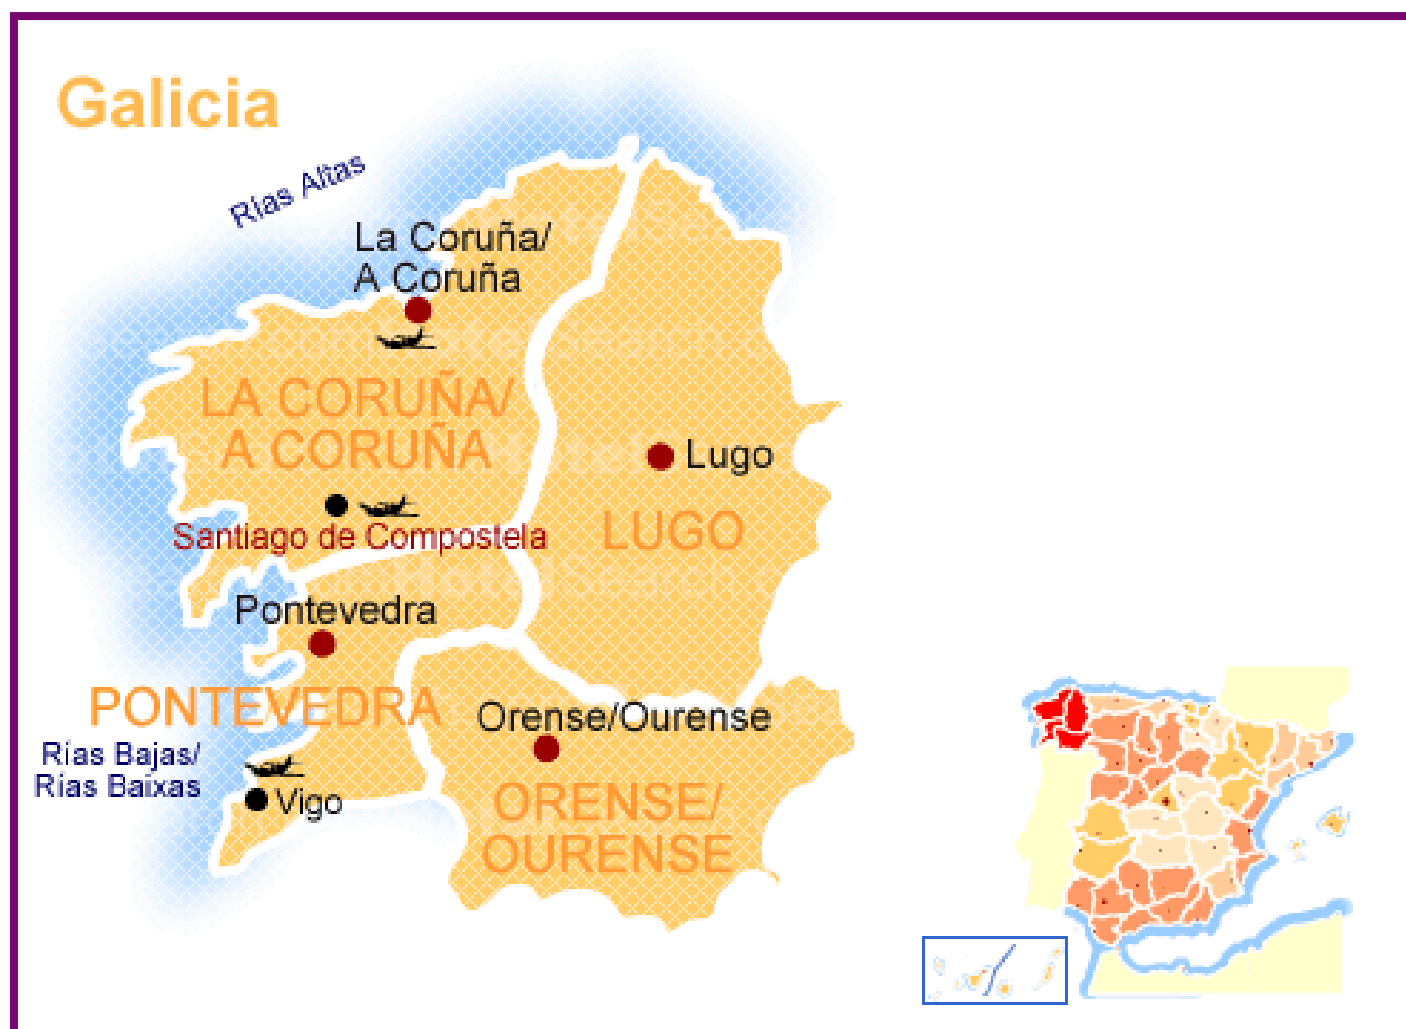 Galicia
Rías Altas
La Coruña/
A Coruña
LA CORUÑA/
A CORUÑA
Lugo
Santiago de Compostela
LUGO
Pontevedra
PONTEVEDRA
Orense/Ourense
Rías Bajas/
Rías Baixas
Vigo
ORENSE/
OURENSE